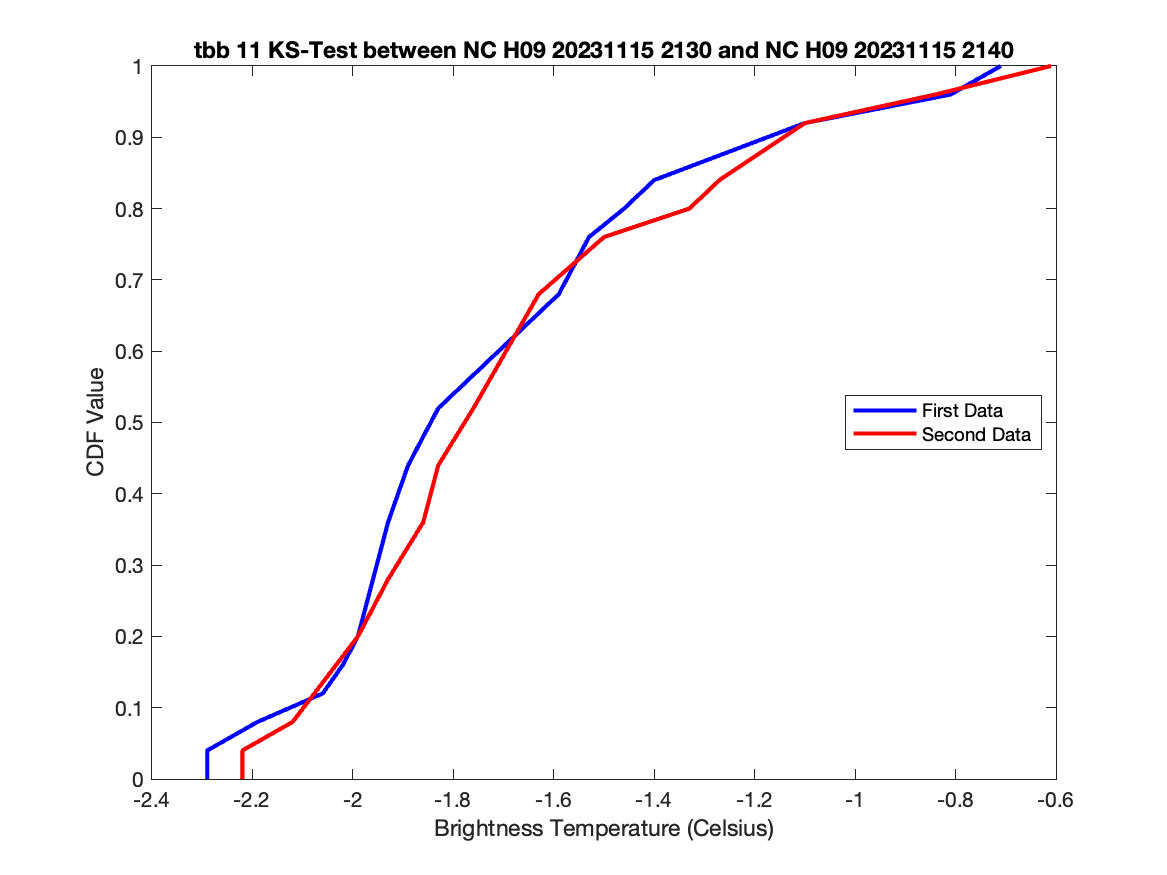 tbb 11 KS-Test between NC H09 20231115 2130 and NC H09 20231115 2140
1
0.9
0.8
0.7
0.6
0.5
0.4
0.3
0.2
0.1
0
CDF Value
First Data
Second Data
-2.4 -2.2 -2 -1.8 -1.6 -1.4 -1.2 -1 -0.8 -0.6
Brightness Temperature (Celsius)